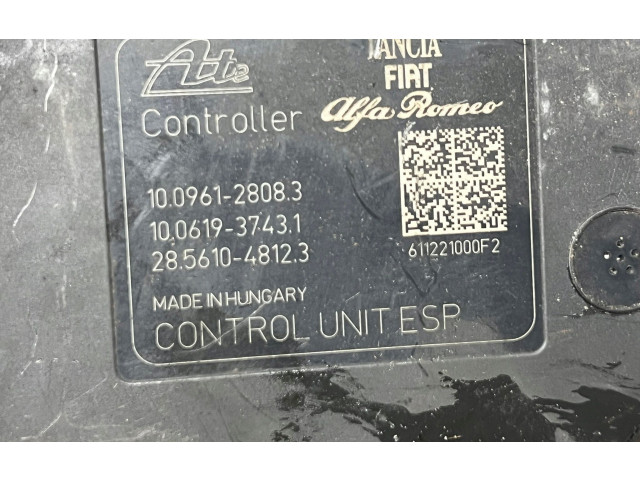 Ate
LANCIA
FIAT
Alfa Romeo
Controller
10.0961-2808.3
10.0619-3743.1
28.5610-4812.3
611221000F2
MADE IN HUNGARY
CONTROL UNIT ESP